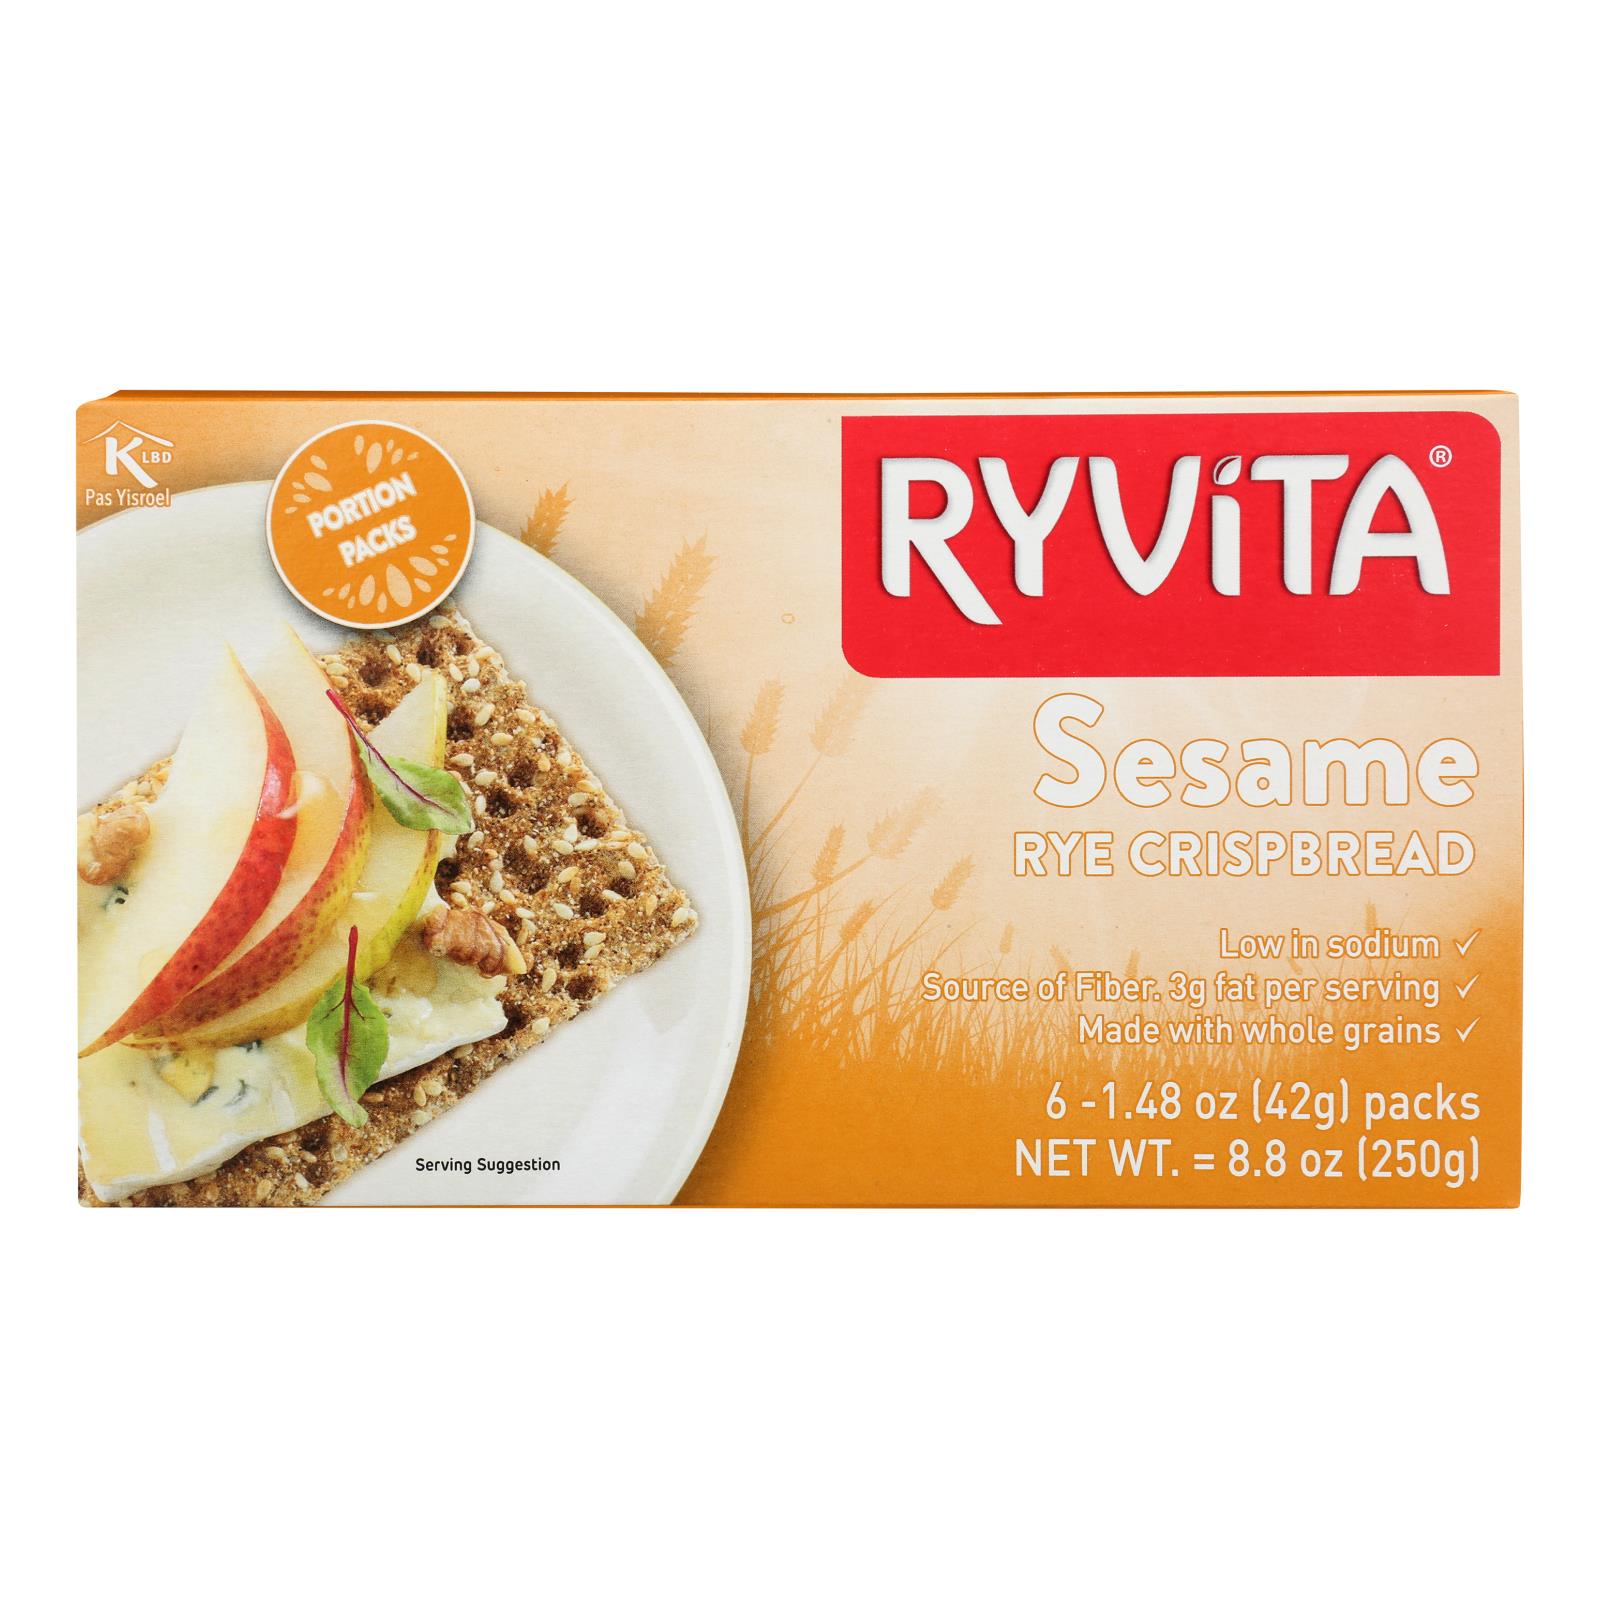 K LBD
Pas Yisroel
PORTION
PACKS
RYVITA®
Sesame
RYE CRISPBREAD
Low in sodium ✓
Source of Fiber. 3g fat per serving ✓
Made with whole grains ✓
6 -1.48 oz (42g) packs
NET WT. = 8.8 oz (250g)
Serving Suggestion